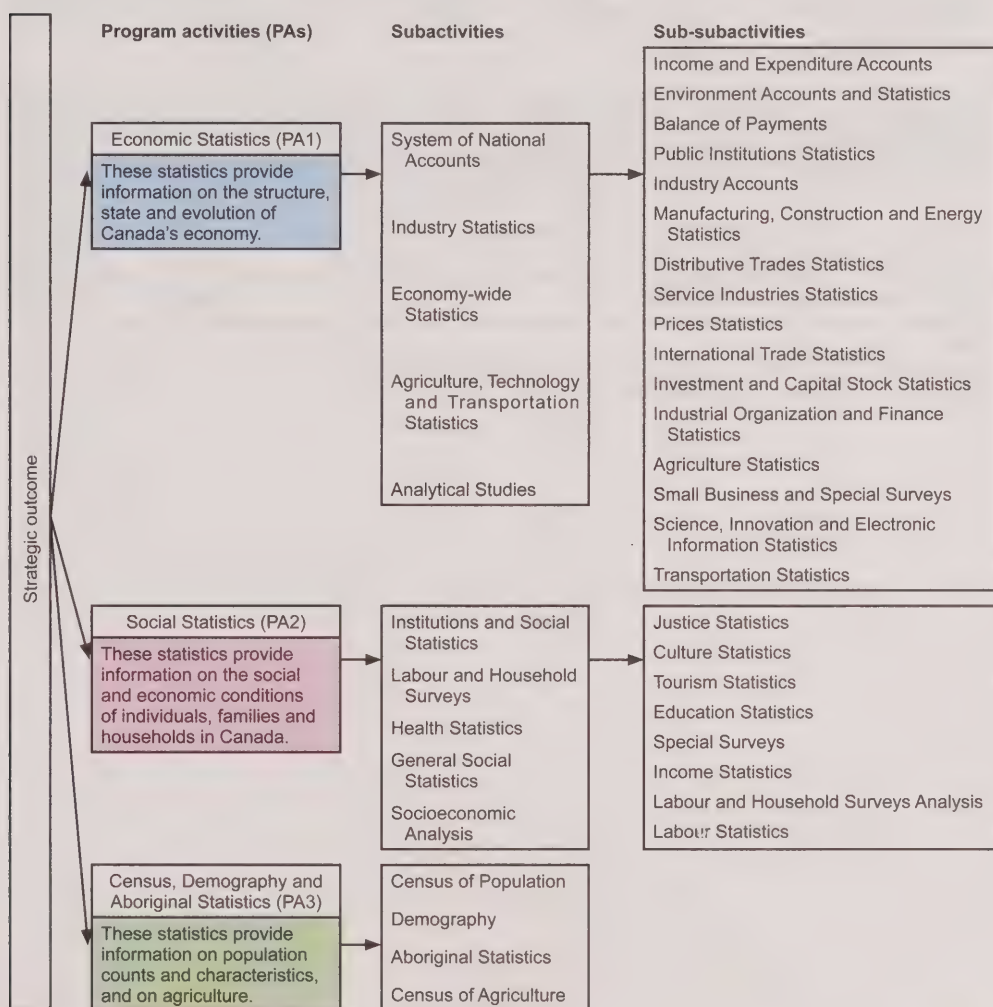 Program activities (PAs)
Subactivities
Sub-subactivities
Strategic outcome
Economic Statistics (PA1)
These statistics provide
information on the structure,
state and evolution of
Canada's economy.
System of National
Accounts
Industry Statistics
Economy-wide
Statistics
Agriculture, Technology
and Transportation
Statistics
Analytical Studies
Income and Expenditure Accounts
Environment Accounts and Statistics
Balance of Payments
Public Institutions Statistics
Industry Accounts
Manufacturing, Construction and Energy
Statistics
Distributive Trades Statistics
Service Industries Statistics
Prices Statistics
International Trade Statistics
Investment and Capital Stock Statistics
Industrial Organization and Finance
Statistics
Agriculture Statistics
Small Business and Special Surveys
Science, Innovation and Electronic
Information Statistics
Transportation Statistics
Social Statistics (PA2)
These statistics provide
information on the social
and economic conditions
of individuals, families and
households in Canada.
Institutions and Social
Statistics
Labour and Household
Surveys
Health Statistics
General Social
Statistics
Socioeconomic
Analysis
Justice Statistics
Culture Statistics
Tourism Statistics
Education Statistics
Special Surveys
Income Statistics
Labour and Household Surveys Analysis
Labour Statistics
Census, Demography and
Aboriginal Statistics (PA3)
These statistics provide
information on population
counts and characteristics,
and on agriculture.
Census of Population
Demography
Aboriginal Statistics
Census of Agriculture